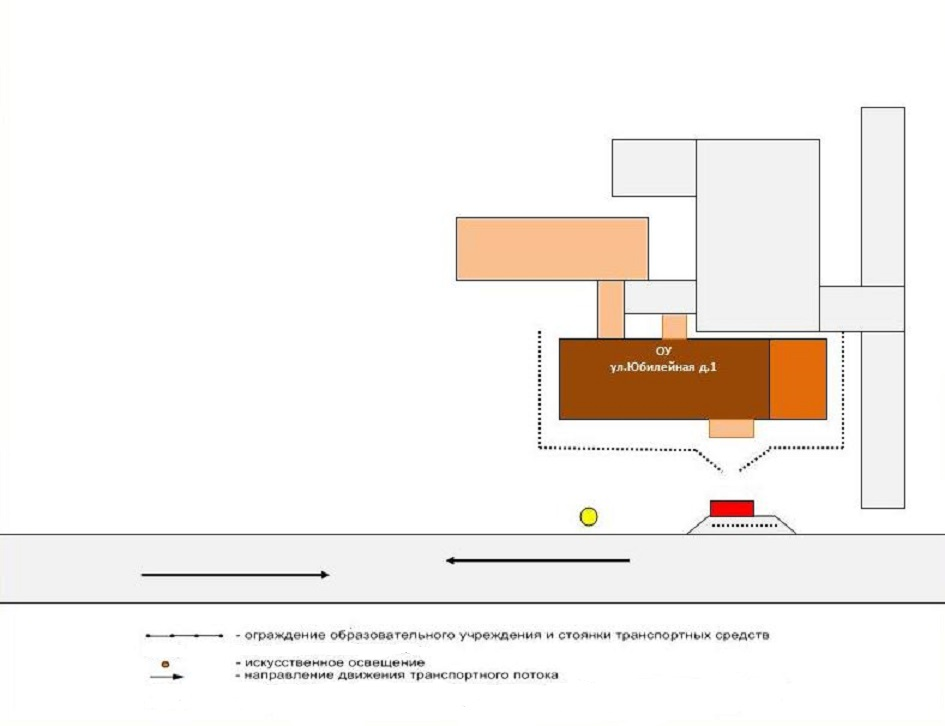 ОУ
ул.Юбилейная д.1
- ограждение образовательного учреждения и стоянки транспортных средств
- искусственное освещение
- направление движения транспортного потока